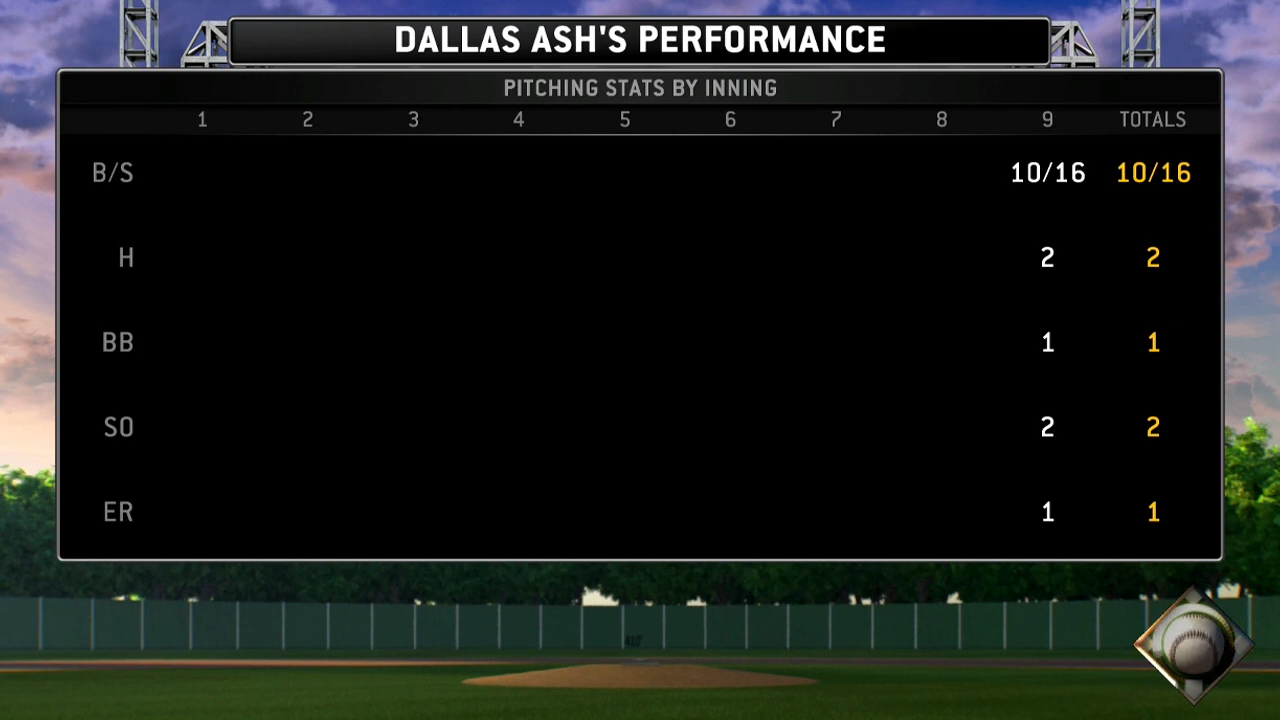 DALLAS ASH'S PERFORMANCE
PITCHING STATS BY INNING
1 2 3 4 5 6 7 8 9 TOTALS
B/S 10/16 10/16
H 2 2
BB 1 1
SO 2 2
ER 1 1
410